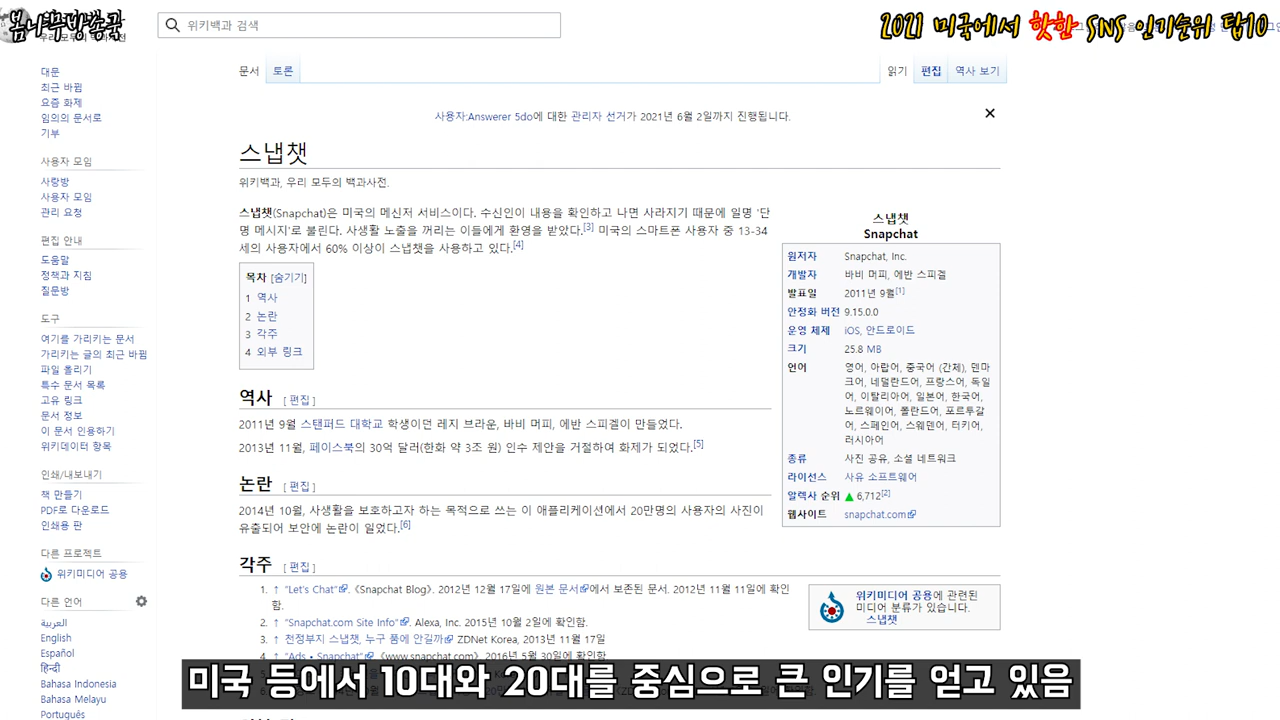 봄나무방송국
위키백과 검색
2021 미국에서 핫한 SNS 인기순위 탑10
대문
최근 바뀜
요즘 화제
임의의 문서로
기부
사용자 모임
사랑방
사용자 모임
관리 요청
편집 안내
도움말
정책과 지침
질문방
도구
여기를 가리키는 문서
가리키는 글의 최근 바뀜
파일 올리기
특수 문서 목록
고유 링크
문서 정보
이 문서 인용하기
위키데이터 항목
인쇄/내보내기
책 만들기
PDF로 다운로드
인쇄용 판
다른 프로젝트
위키미디어 공용
다른 언어
العربية
English
Español
हिन्दी
Bahasa Indonesia
Bahasa Melayu
Português
문서 토론 읽기 편집 역사 보기
사용자:Answerer 5do에 대한 관리자 선거가 2021년 6월 2일까지 진행됩니다.
스냅챗
위키백과, 우리 모두의 백과사전.
스냅챗(Snapchat)은 미국의 메신저 서비스이다. 수신인이 내용을 확인하고 나면 사라지기 때문에 일명 '단
명 메시지'로 불린다. 사생활 노출을 꺼리는 이들에게 환영을 받았다.[3] 미국의 스마트폰 사용자 중 13-34
세의 사용자에서 60% 이상이 스냅챗을 사용하고 있다.[4]
목차 [숨기기]
1 역사
2 논란
3 각주
4 외부 링크
역사 [편집]
2011년 9월 스탠퍼드 대학교 학생이던 레지 브라운, 바비 머피, 에반 스피겔이 만들었다.
2013년 11월, 페이스북의 30억 달러(한화 약 3조 원) 인수 제안을 거절하여 화제가 되었다.[5]
논란 [편집]
2014년 10월, 사생활을 보호하고자 하는 목적으로 쓰는 이 애플리케이션에서 20만명의 사용자의 사진이
유출되어 보안에 논란이 일었다.[6]
각주 [편집]
1. ↑ "Let's Chat". 《Snapchat Blog》. 2012년 12월 17일에 원본 문서에서 보존된 문서. 2012년 11월 11에 확인
함.
2. ↑ "Snapchat.com Site Info". Alexa, Inc. 2015년 10월 2일에 확인함.
3. ↑ 천정부지 스냅챗, 누구 품에 안길까 ZDNet Korea, 2013년 11월 17일
4. ↑ "Ads • Snapchat". 《www.snapchat.com》. 2016년 5월 30일에 확인함
스냅챗
Snapchat
원저자 Snapchat, Inc.
개발자 바비 머피, 에반 스피겔
발표일 2011년 9월[1]
안정화 버전 9.15.0.0
운영 체제 iOS, 안드로이드
크기 25.8 MB
언어 영어, 아랍어, 중국어 (간체), 덴마
크어, 네덜란드어, 프랑스어, 독일
어, 이탈리아어, 일본어, 한국어,
노르웨이어, 폴란드어, 포르투갈
어, 스페인어, 스웨덴어, 터키어,
러시아어
종류 사진 공유, 소셜 네트워크
라이선스 사유 소프트웨어
알렉사 순위 ▲ 6,712[2]
웹사이트 snapchat.com
위키미디어 공용에 관련된
미디어 분류가 있습니다.
스냅챗
미국 등에서 10대와 20대를 중심으로 큰 인기를 얻고 있음